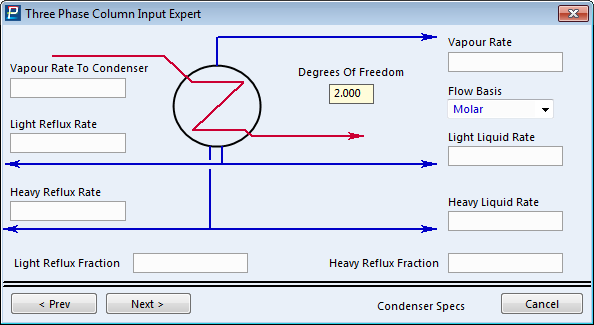 Three Phase Column Input Expert
Vapour Rate
Vapour Rate To Condenser
Degrees Of Freedom
2.000
Flow Basis
Molar
Light Reflux Rate
Light Liquid Rate
Heavy Reflux Rate
Heavy Liquid Rate
Light Reflux Fraction
Heavy Reflux Fraction
< Prev
Next >
Condenser Specs
Cancel